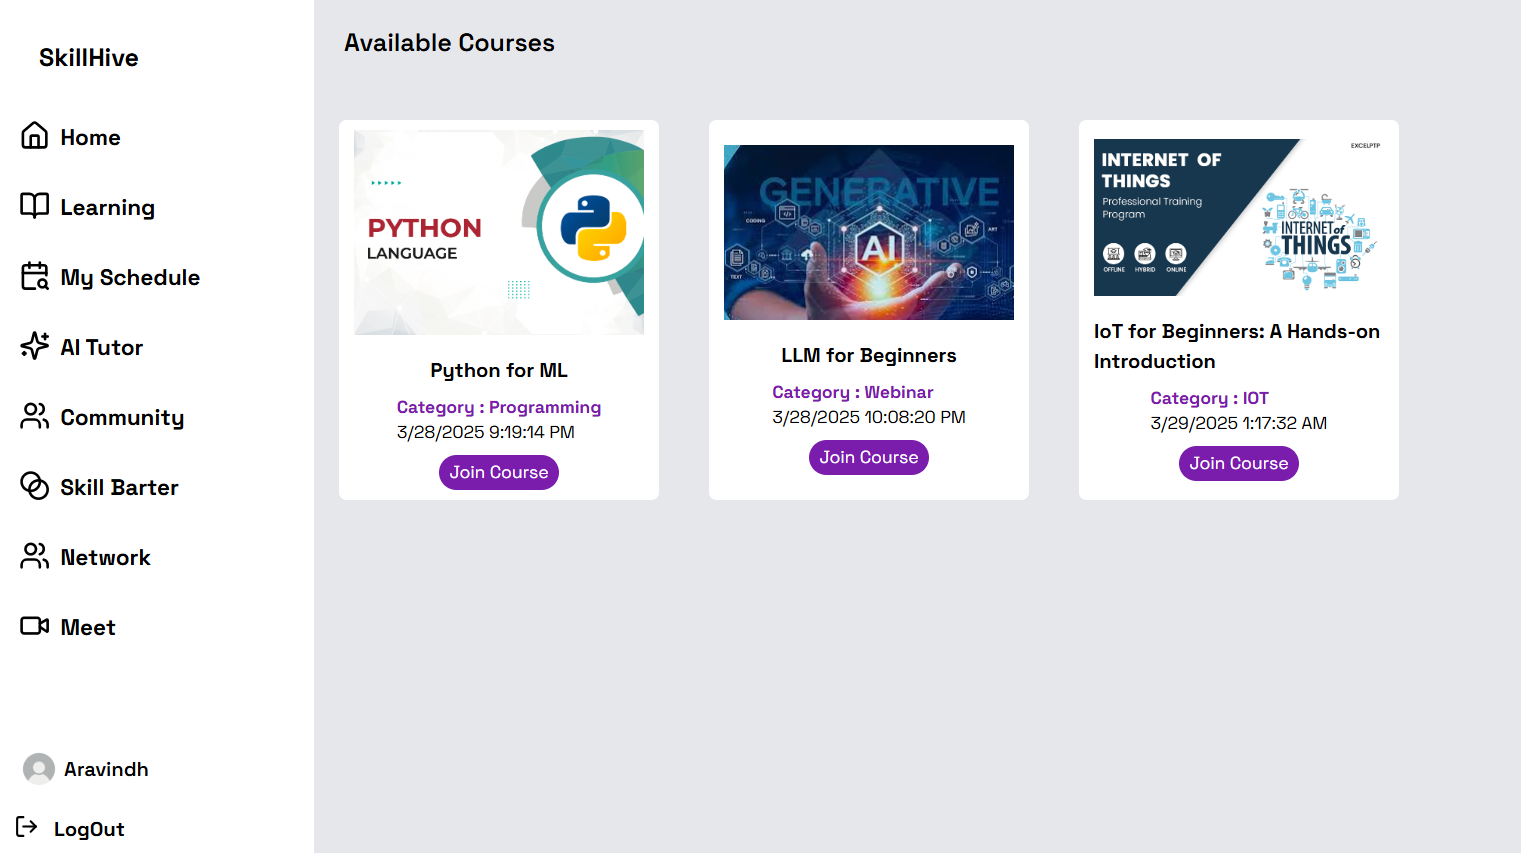 SkillHive
Home
Learning
My Schedule
AI Tutor
Community
Skill Barter
Network
Meet
Aravindh
LogOut
Available Courses
PYTHON
LANGUAGE
Python for ML
Category : Programming
3/28/2025 9:19:14 PM
Join Course
GENERATIVE
CODING
AI
ART
TEXT
LLM for Beginners
Category : Webinar
3/28/2025 10:08:20 PM
Join Course
EXCELPTP
INTERNET OF
THINGS
Professional Training
Program
OFFLINE HYBRID ONLINE
INTERNET of
THINGS
IoT for Beginners: A Hands-on
Introduction
Category : IOT
3/29/2025 1:17:32 AM
Join Course